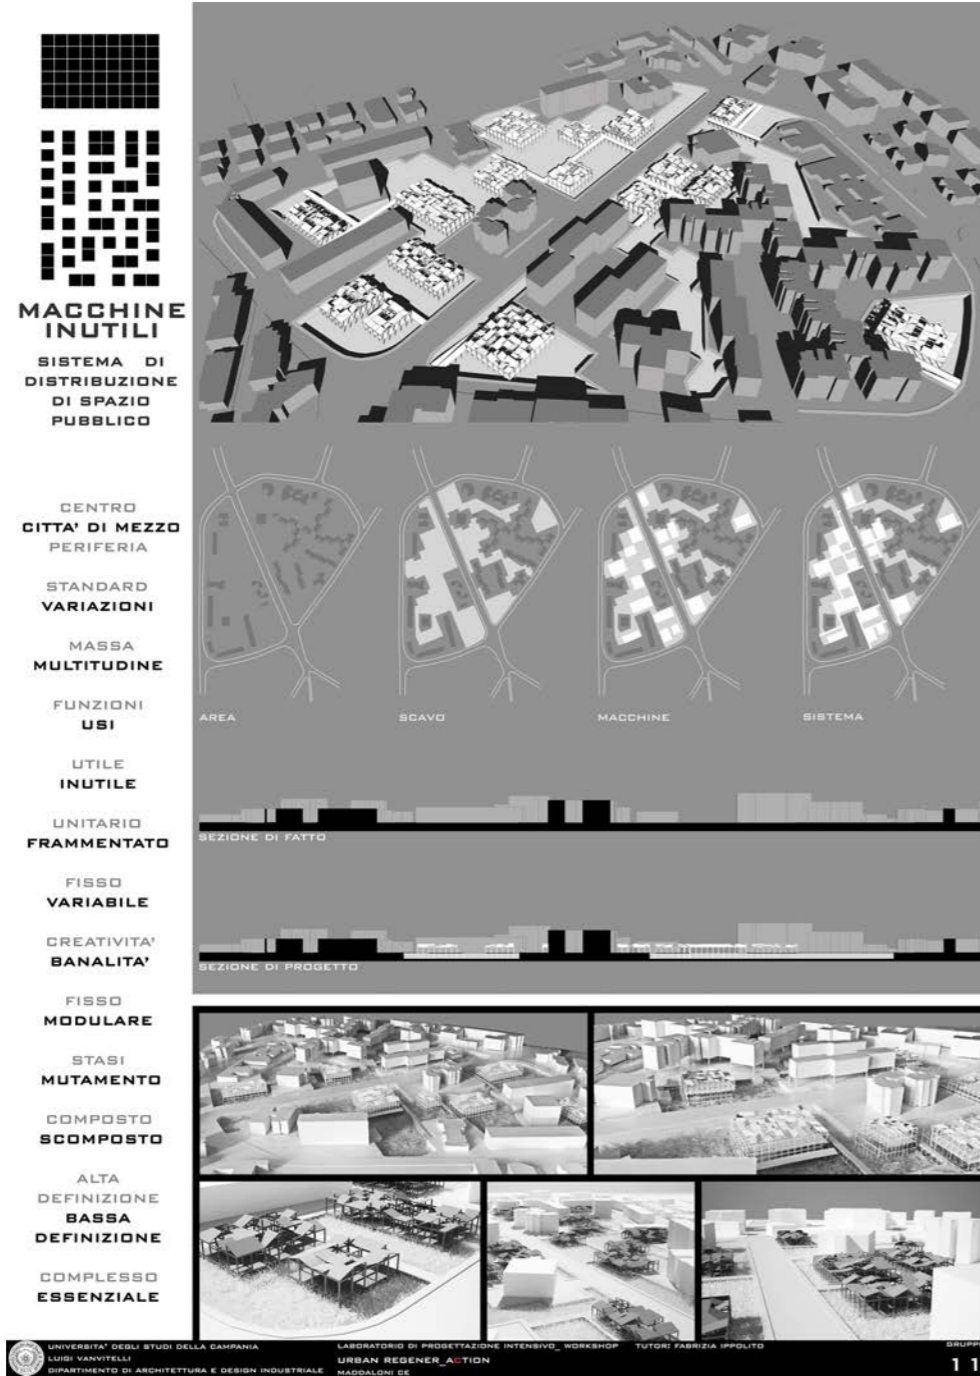 MACCHINE
INUTILI
SISTEMA DI
DISTRIBUZIONE
DI SPAZIO
PUBBLICO
CENTRO
CITTA' DI MEZZO
PERIFERIA
STANDARD
VARIAZIONI
MASSA
MULTITUDINE
FUNZIONI
USI
UTILE
INUTILE
UNITARIO
FRAMMENTATO
FISSO
VARIABILE
CREATIVITA'
BANALITA'
FISSO
MODULARE
STASI
MUTAMENTO
COMPOSTO
SCOMPOSTO
ALTA
DEFINIZIONE
BASSA
DEFINIZIONE
COMPLESSO
ESSENZIALE
AREA
SCAVO
MACCHINE
SISTEMA
SEZIONE DI FATTO
SEZIONE DI PROGETTO
UNIVERSITA' DEGLI STUDI DELLA CAMPANIA
LUIGI VANVITELLI
DIPARTIMENTO DI ARCHITETTURA E DESIGN INDUSTRIALE
LABORATORIO DI PROGETTAZIONE INTENSIVO_ WORKSHOP
URBAN REGENER_ACTION
MADDALONI CE
TUTOR: FABRIZIA IPPOLITO
GRUPPO
11